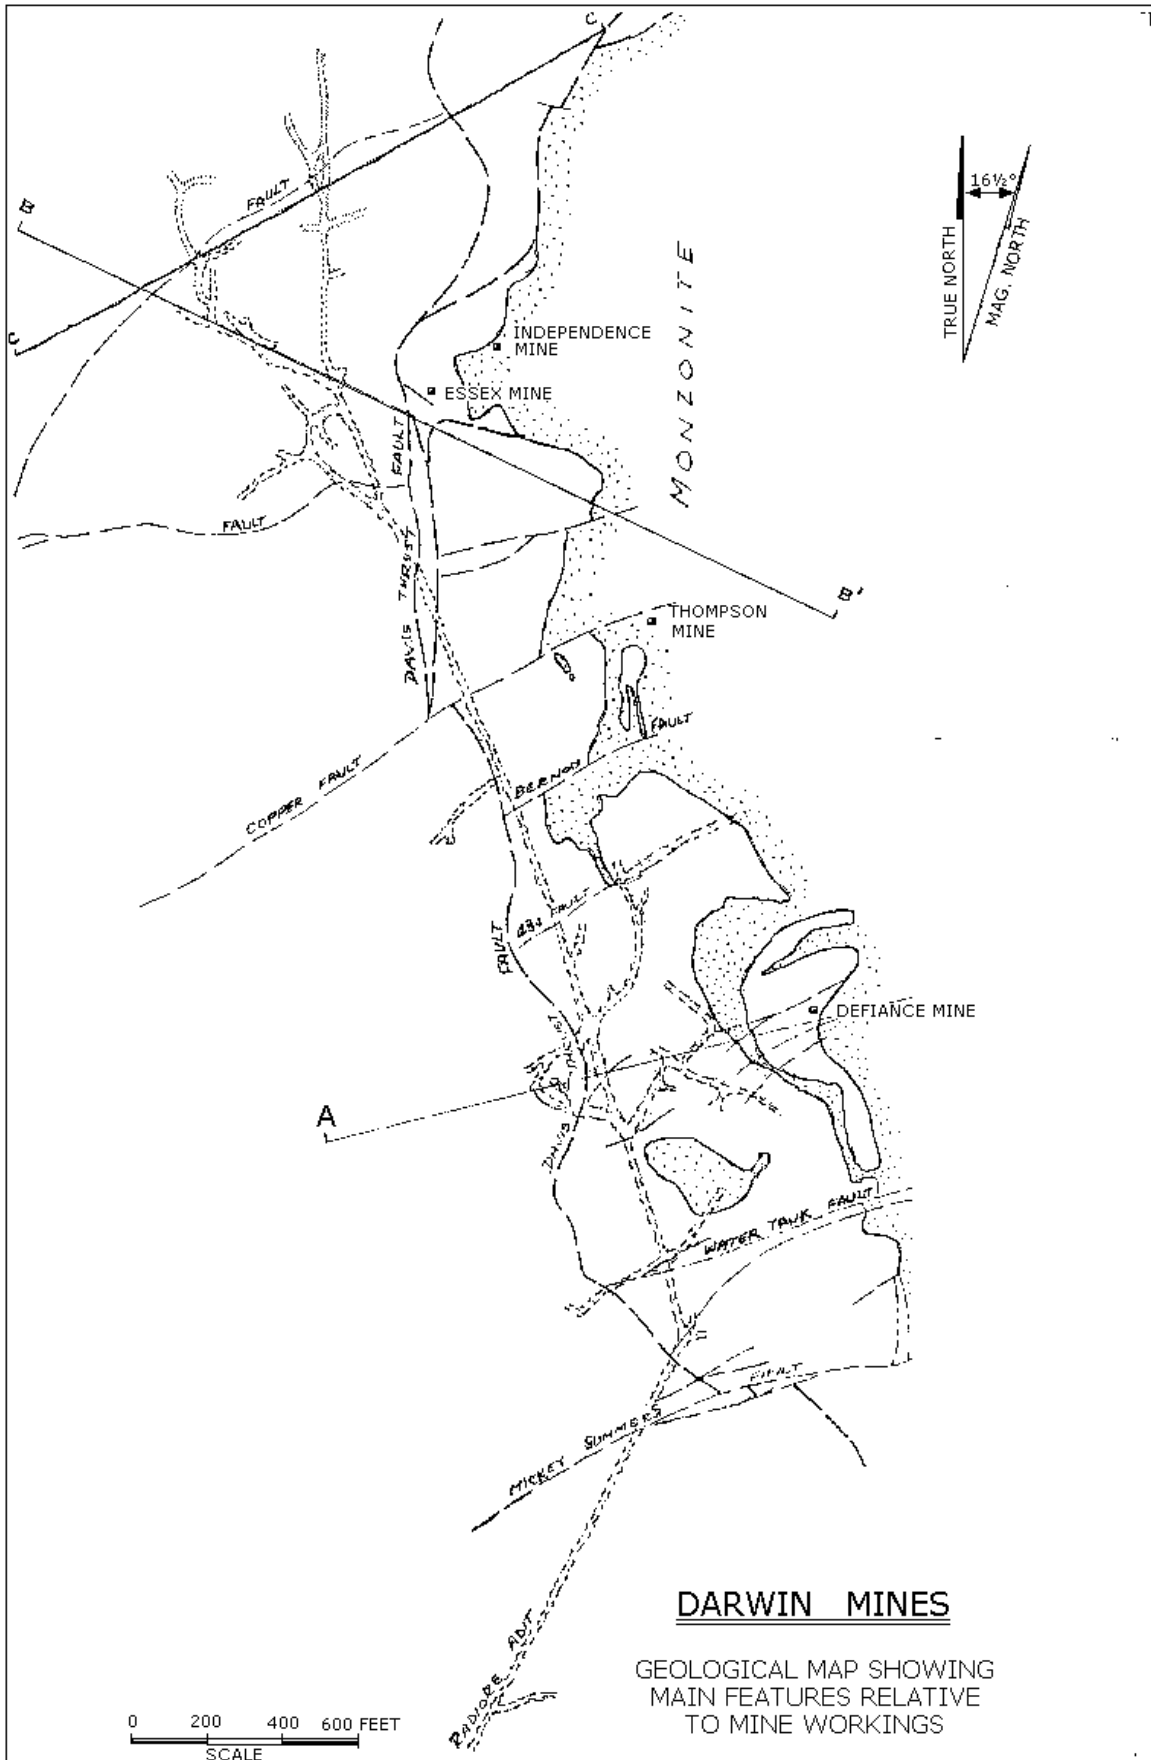 C'
FAULT
B
16½°
TRUE NORTH
MAG. NORTH
MONZONITE
C
INDEPENDENCE
MINE
ESSEX MINE
FAULT
FAULT
DAVIS THRUST
B'
THOMPSON
MINE
FAULT
BERNON
COPPER FAULT
434 FAULT
FAULT
THRUST
DEFIANCE MINE
A
DAVIS
WATER TANK FAULT
FAULT
MICKEY SUMMERS
RADIORE ADIT
DARWIN MINES
GEOLOGICAL MAP SHOWING
MAIN FEATURES RELATIVE
TO MINE WORKINGS
0 200 400 600 FEET
SCALE